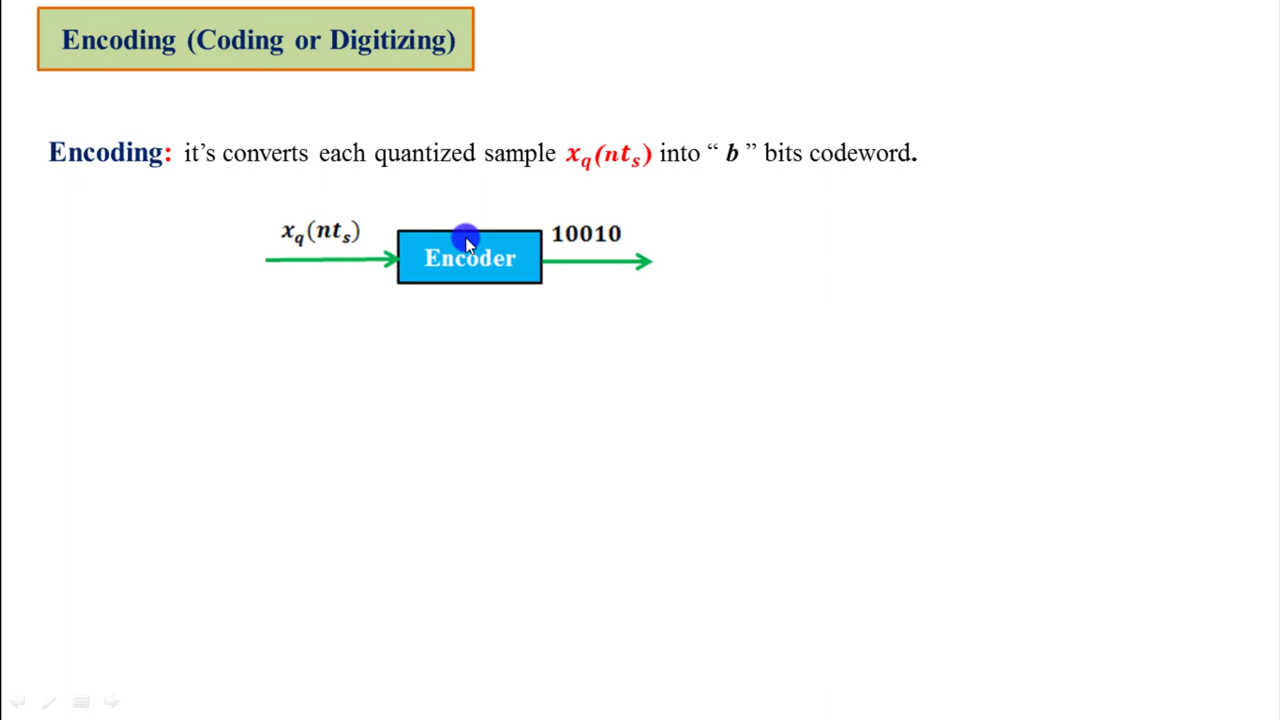 Encoding (Coding or Digitizing)
Encoding: it’s converts each quantized sample x_q(nt_s) into “ b ” bits codeword.
x_q(nt_s)
10010
Encoder